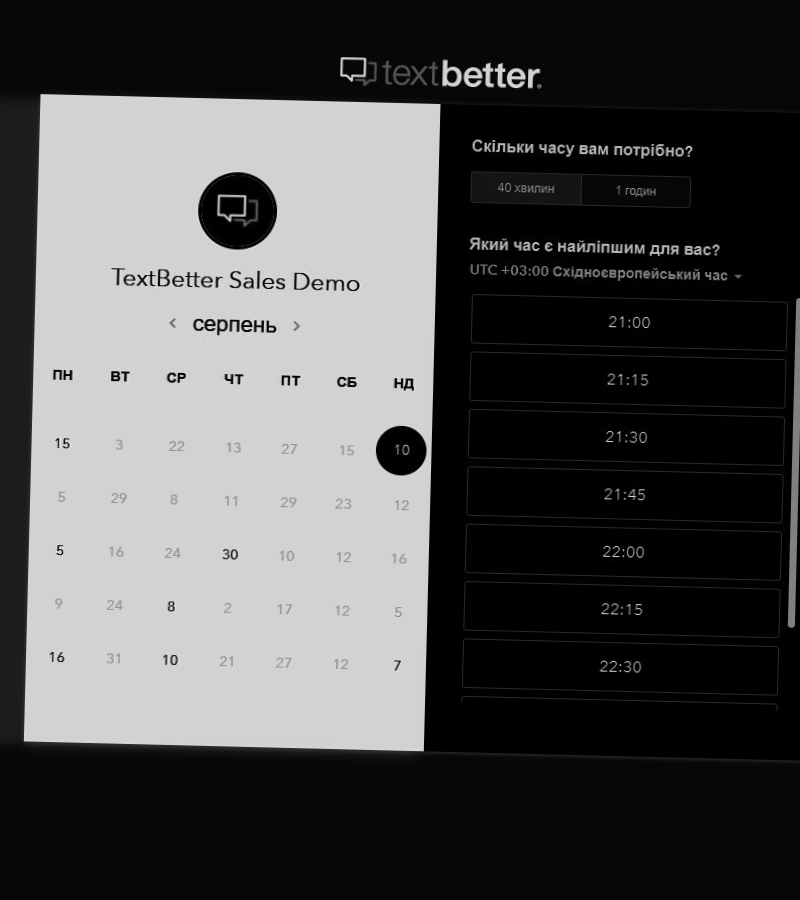 textbetter.
TextBetter Sales Demo
серпень
ПН ВТ СР ЧТ ПТ СБ НД
15 3 22 13 27 15 10
5 29 8 11 29 23 12
5 16 24 30 10 12 16
9 24 8 2 17 12 5
16 31 10 21 27 12 7
Скільки часу вам потрібно?
40 хвилин 1 годин
Який час є найліпшим для вас?
UTC +03:00 Східноєвропейський час
21:00
21:15
21:30
21:45
22:00
22:15
22:30